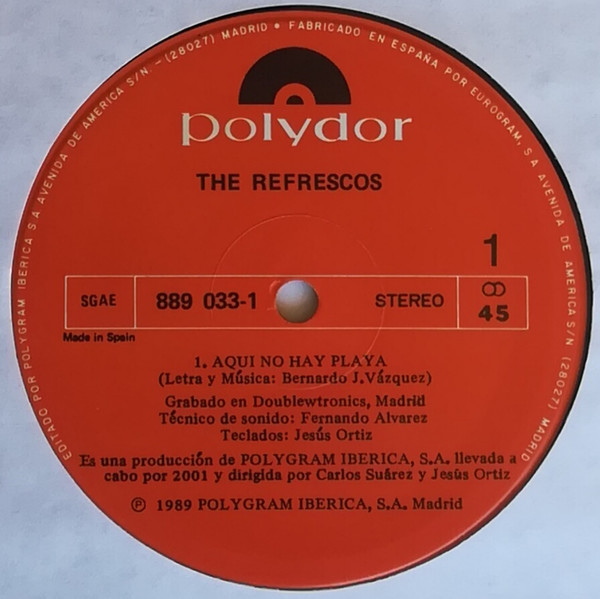 EDITADO POR POLYGRAM IBERICA S A AVENIDA DE AMERICA S/N. - (28027) MADRID • FABRICADO EN ESPAÑA POR EUROGRAM, S A AVENIDA DE AMERICA S/N (28027) MADRID
polydor
THE REFRESCOS
1
SGAE
889 033-1
STEREO
45
Made in Spain
1. AQUI NO HAY PLAYA
(Letra y Música: Bernardo J.Vázquez)
Grabado en Doublewtronics, Madrid
Técnico de sonido: Fernando Alvarez
Teclados: Jesús Ortiz
Es una producción de POLYGRAM IBERICA, S.A. llevada a
cabo por 2001 y dirigida por Carlos Suárez y Jesús Ortiz
℗ 1989 POLYGRAM IBERICA, S.A. Madrid